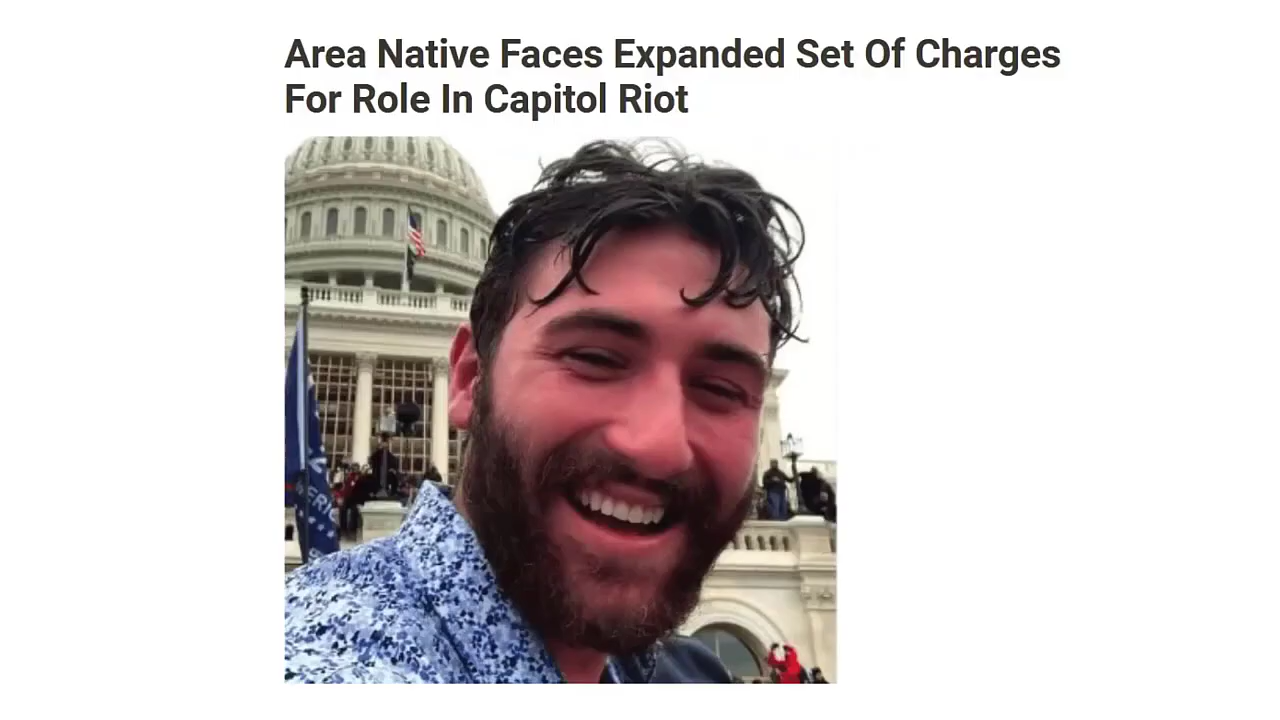 Area Native Faces Expanded Set Of Charges
For Role In Capitol Riot